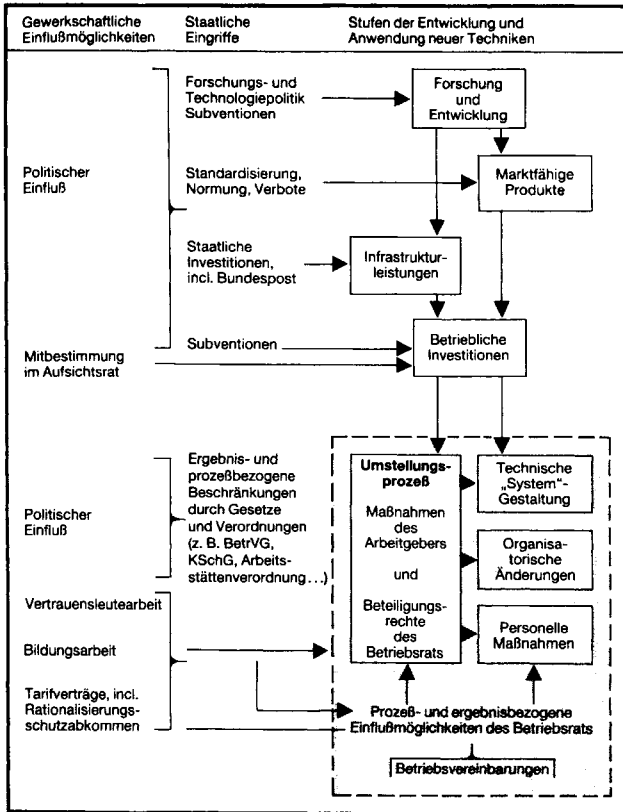 Gewerkschaftliche
Einflußmöglichkeiten
Staatliche
Eingriffe
Stufen der Entwicklung und
Anwendung neuer Techniken
Forschungs- und
Technologiepolitik
Subventionen
Forschung
und
Entwicklung
Politischer
Einfluß
Standardisierung,
Normung, Verbote
Marktfähige
Produkte
Staatliche
Investitionen,
incl. Bundespost
Infrastruktur-
leistungen
Subventionen
Betriebliche
Investitionen
Mitbestimmung
im Aufsichtsrat
Politischer
Einfluß
Ergebnis- und
prozeßbezogene
Beschränkungen
durch Gesetze
und Verordnungen
(z. B. BetrVG,
KSchG, Arbeits-
stättenverordnung...)
Umstellungs-
prozeß
Maßnahmen
des
Arbeitgebers
und
Beteiligungs-
rechte
des
Betriebsrats
Technische
„System“-
Gestaltung
Organisa-
torische
Änderungen
Personelle
Maßnahmen
Vertrauensleutearbeit
Bildungsarbeit
Tarifverträge, incl.
Rationalisierungs-
schutzabkommen
Prozeß- und ergebnisbezogene
Einflußmöglichkeiten des Betriebsrats
Betriebsvereinbarungen